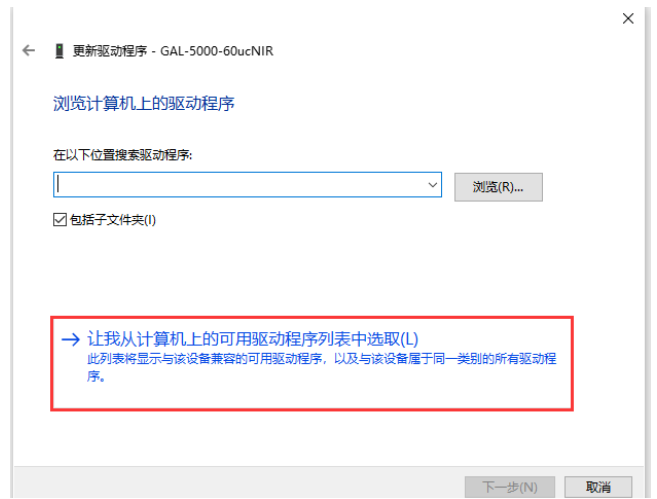 更新驱动程序 - GAL-5000-60ucNIR
浏览计算机上的驱动程序
在以下位置搜索驱动程序:
浏览(R)...
包括子文件夹(I)
让我从计算机上的可用驱动程序列表中选取(L)
此列表将显示与该设备兼容的可用驱动程序，以及与该设备属于同一类别的所有驱动程
序。
下一步(N)
取消